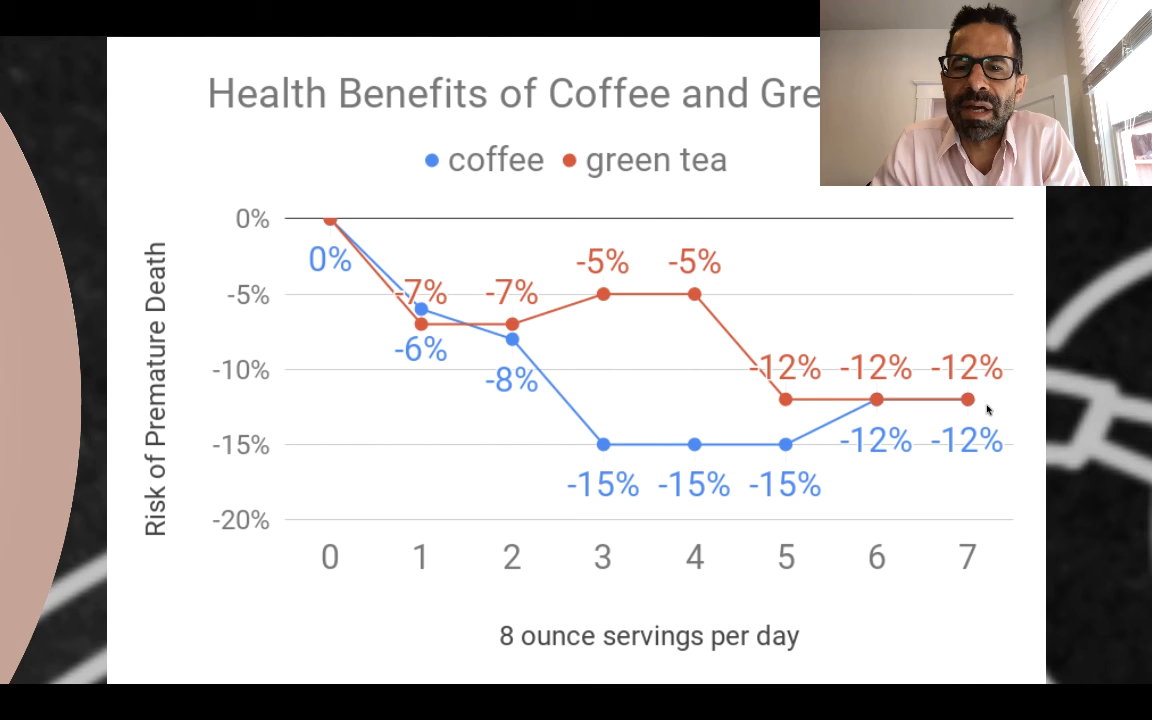 Health Benefits of Coffee and Gre
coffee green tea
Risk of Premature Death
0%
-5%
-10%
-15%
-20%
0%
-7% -7% -5% -5% -12% -12% -12%
-6% -8% -15% -15% -15% -12% -12%
0 1 2 3 4 5 6 7
8 ounce servings per day